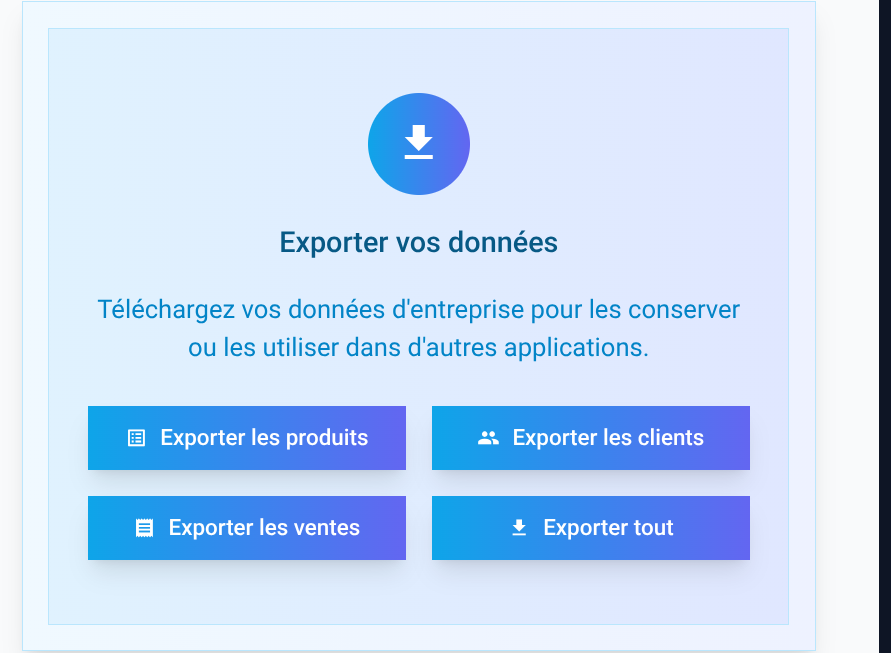 Exporter vos données
Téléchargez vos données d'entreprise pour les conserver
ou les utiliser dans d'autres applications.
Exporter les produits
Exporter les clients
Exporter les ventes
Exporter tout